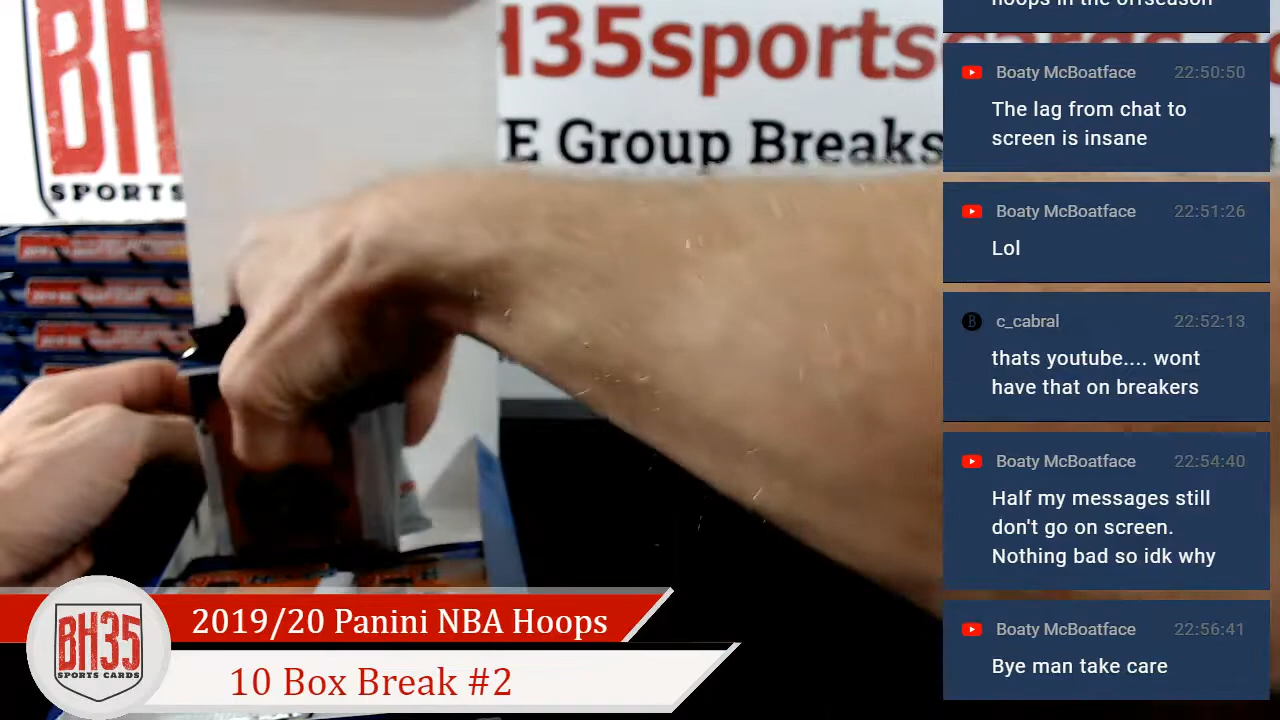 BH
SPORTS
H35sports
E Group Breaks
hoops in the offseason
Boaty McBoatface 22:50:50
The lag from chat to
screen is insane
Boaty McBoatface 22:51:26
Lol
c_cabral 22:52:13
thats youtube.... wont
have that on breakers
Boaty McBoatface 22:54:40
Half my messages still
don't go on screen.
Nothing bad so idk why
Boaty McBoatface 22:56:41
Bye man take care
BH35
SPORTS CARDS
2019/20 Panini NBA Hoops
10 Box Break #2